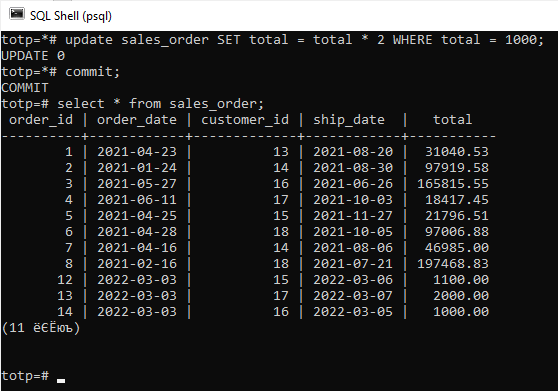 SQL Shell (psql)
totp=*# update sales_order SET total = total * 2 WHERE total = 1000;
UPDATE 0
totp=*# commit;
COMMIT
totp=# select * from sales_order;
 order_id | order_date | customer_id | ship_date  |   total
----------+------------+-------------+------------+-----------
        1 | 2021-04-23 |          13 | 2021-08-20 |  31040.53
        2 | 2021-01-24 |          14 | 2021-08-30 |  97919.58
        3 | 2021-05-27 |          16 | 2021-06-26 | 165815.55
        4 | 2021-06-11 |          17 | 2021-10-03 |  18417.45
        5 | 2021-04-25 |          15 | 2021-11-27 |  21796.51
        6 | 2021-04-28 |          18 | 2021-10-05 |  97006.88
        7 | 2021-04-16 |          14 | 2021-08-06 |  46985.00
        8 | 2021-02-16 |          18 | 2021-07-21 | 197468.83
       12 | 2022-03-03 |          15 | 2022-03-06 |   1100.00
       13 | 2022-03-03 |          17 | 2022-03-07 |   2000.00
       14 | 2022-03-03 |          16 | 2022-03-05 |   1000.00
(11 ёЄЁюъ)
totp=#